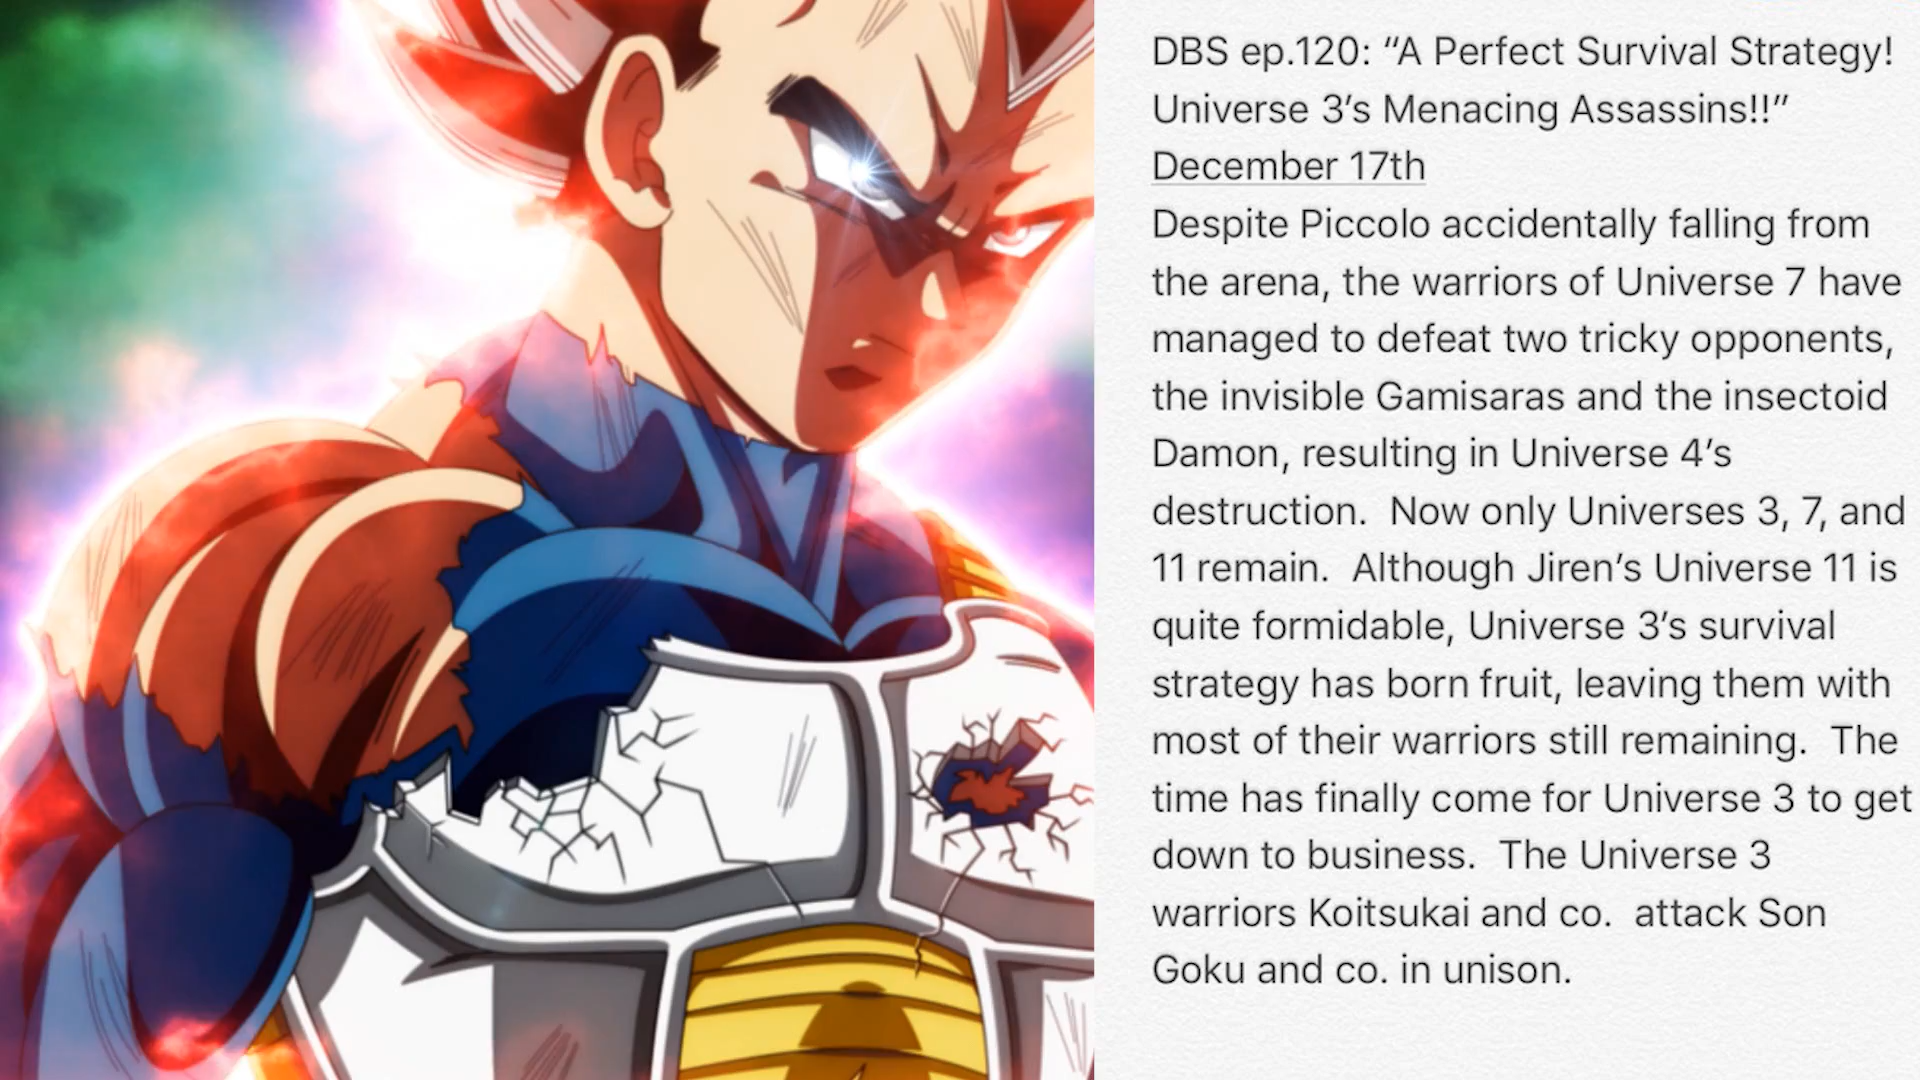 DBS ep.120: “A Perfect Survival Strategy!
Universe 3’s Menacing Assassins!!”
December 17th
Despite Piccolo accidentally falling from
the arena, the warriors of Universe 7 have
managed to defeat two tricky opponents,
the invisible Gamisaras and the insectoid
Damon, resulting in Universe 4’s
destruction.  Now only Universes 3, 7, and
11 remain.  Although Jiren’s Universe 11 is
quite formidable, Universe 3’s survival
strategy has born fruit, leaving them with
most of their warriors still remaining.  The
time has finally come for Universe 3 to get
down to business.  The Universe 3
warriors Koitsukai and co.  attack Son
Goku and co. in unison.